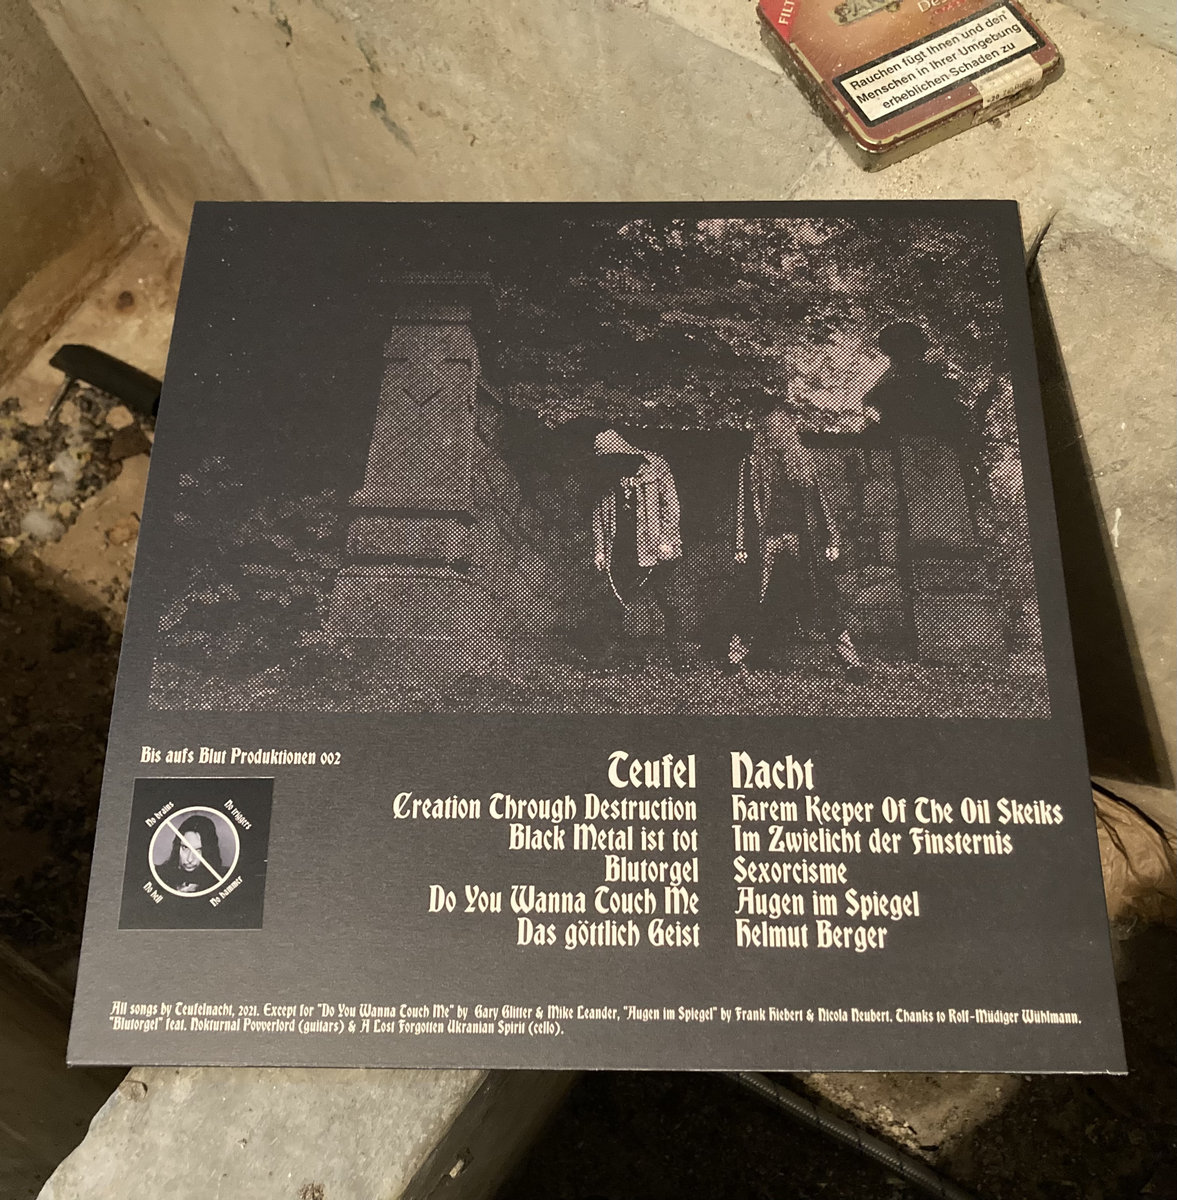 FILT
Rauchen fügt Ihnen und den
Menschen in Ihrer Umgebung
erheblichen Schaden zu
Bis aufs Blut Produktionen 002
No brains
No triggers
No bell
No hammer
Teufel
Creation Through Destruction
Black Metal ist tot
Blutorgel
Do You Wanna Touch Me
Das göttlich Geist
Nacht
Harem Keeper Of The Oil Skeiks
Im Zwielicht der Finsternis
Sexorcisme
Augen im Spiegel
Helmut Berger
All songs by Teufelnacht, 2021. Except for "Do You Wanna Touch Me" by Gary Glitter & Mike Leander, "Augen im Spiegel" by Frank Hiebert & Nicola Neubert. Thanks to Rolf-Müdiger Wühlmann.
"Blutorgel" feat. Nokturnal Povverlord (guitars) & A Lost Forgotten Ukranian Spirit (cello).